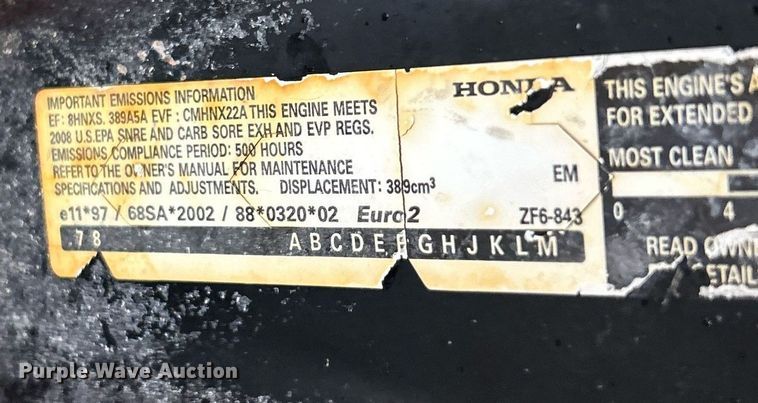 IMPORTANT EMISSIONS INFORMATION
EF: 8HNXS. 389A5A EVF : CMHNX22A THIS ENGINE MEETS
2008 U.S.EPA SNRE AND CARB SORE EXH AND EVP REGS.
EMISSIONS COMPLIANCE PERIOD: 500 HOURS
REFER TO THE OWNER'S MANUAL FOR MAINTENANCE
SPECIFICATIONS AND ADJUSTMENTS. DISPLACEMENT: 389cm³
e11*97 / 68SA*2002 / 88*0320*02 Euro2
.7 8 A B C D E F G H J K L M
HONDA
EM
ZF6-843
THIS ENGINE'S
FOR EXTENDED
MOST CLEAN
0 4
READ
Purple Wave Auction